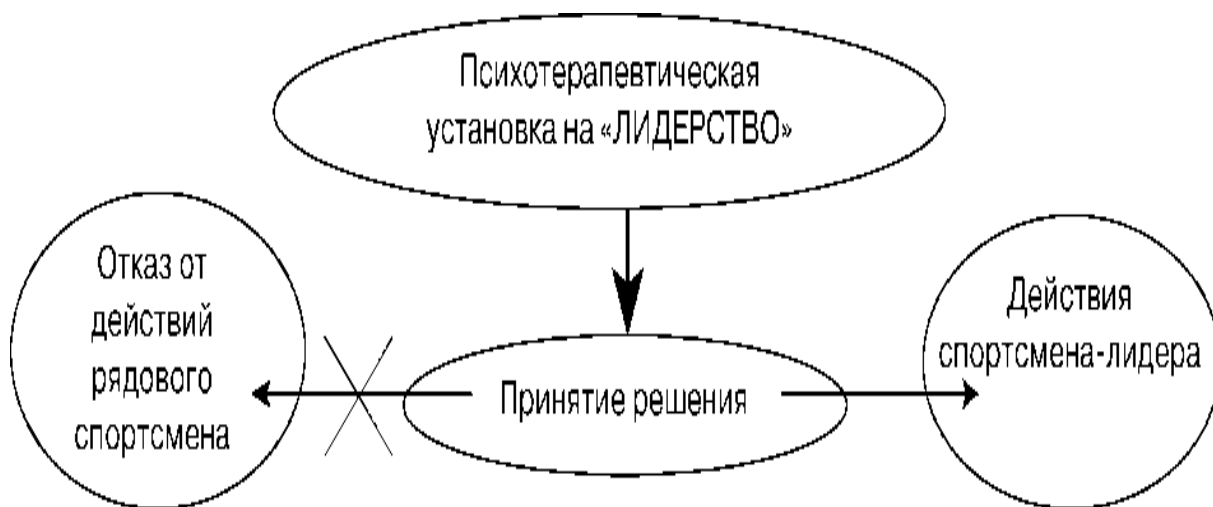 Психотерапевтическая
установка на «ЛИДЕРСТВО»
Отказ от
действий
рядового
спортсмена
Принятие решения
Действия
спортсмена-лидера